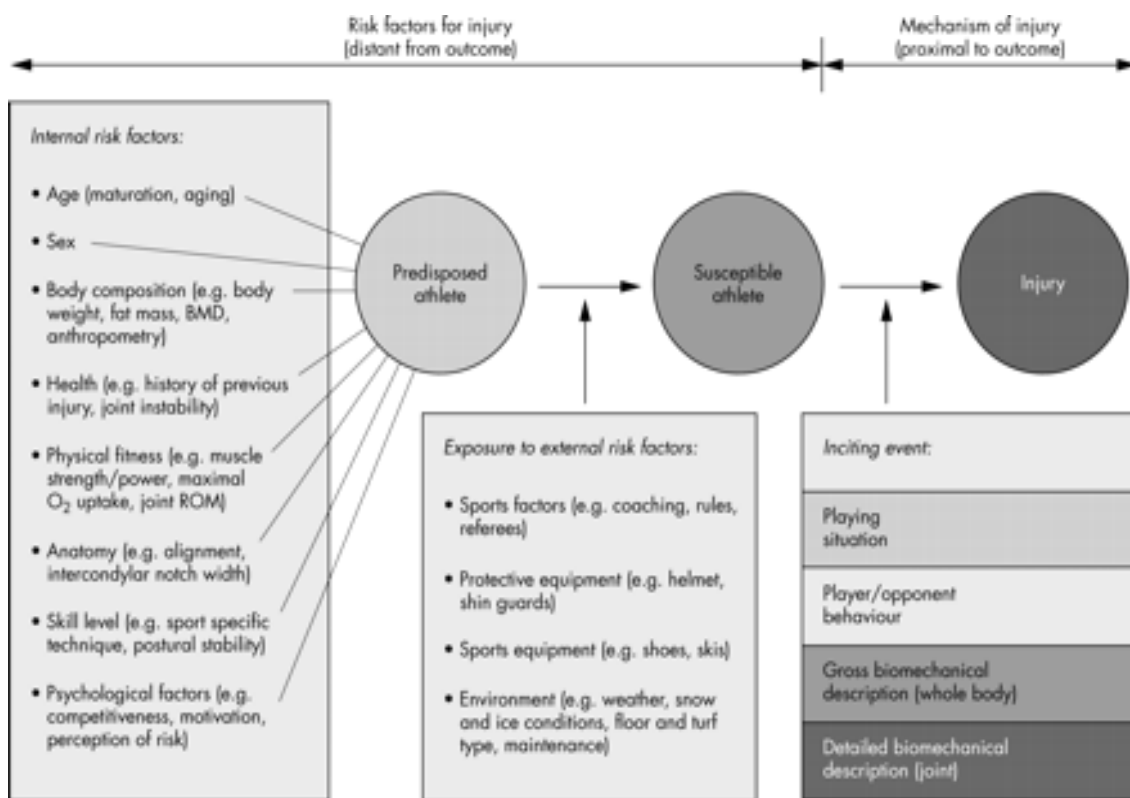 Risk factors for injury
(distant from outcome)
Mechanism of injury
(proximal to outcome)
Internal risk factors:
• Age (maturation, aging)
• Sex
• Body composition (e.g. body
weight, fat mass, BMD,
anthropometry)
• Health (e.g. history of previous
injury, joint instability)
• Physical fitness (e.g. muscle
strength/power, maximal
O2 uptake, joint ROM)
• Anatomy (e.g. alignment,
intercondylar notch width)
• Skill level (e.g. sport specific
technique, postural stability)
• Psychological factors (e.g.
competitiveness, motivation,
perception of risk)
Predisposed
athlete
Susceptible
athlete
Injury
Exposure to external risk factors:
• Sports factors (e.g. coaching, rules,
referees)
• Protective equipment (e.g. helmet,
shin guards)
• Sports equipment (e.g. shoes, skis)
• Environment (e.g. weather, snow
and ice conditions, floor and turf
type, maintenance)
Inciting event:
Playing
situation
Player/opponent
behaviour
Gross biomechanical
description (whole body)
Detailed biomechanical
description (joint)